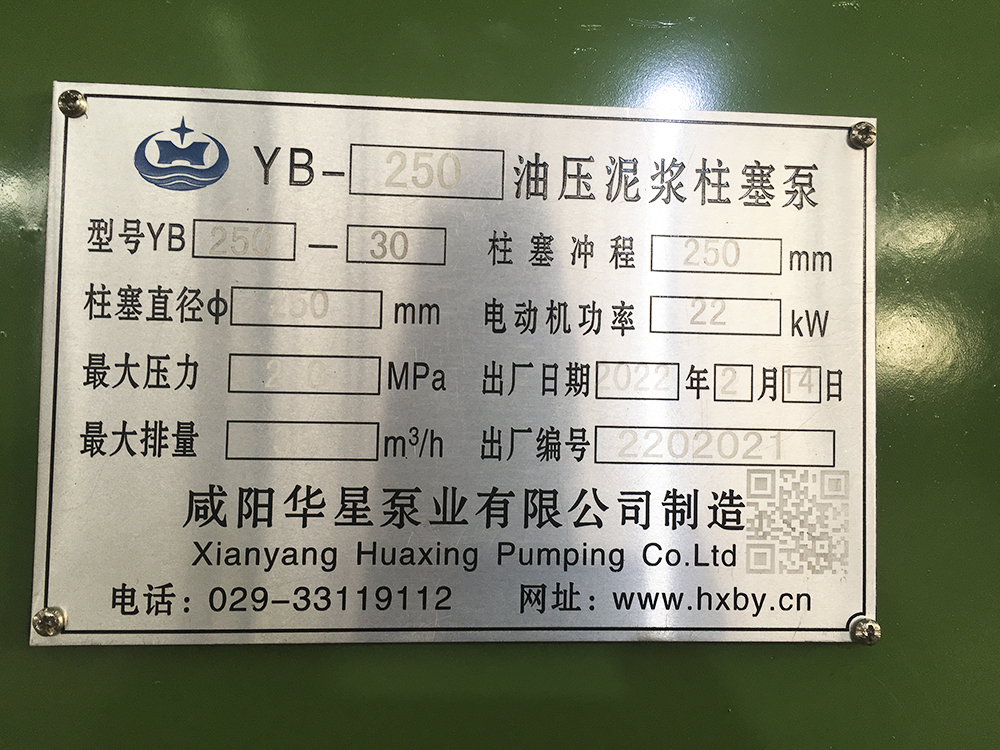 YB-250油压泥浆柱塞泵
型号YB 250 — 30 柱塞冲程 250 mm
柱塞直径φ 250 mm 电动机功率 22 kW
最大压力 2 MPa 出厂日期 2022 年 2 月 14 日
最大排量 m³/h 出厂编号 2202021
咸阳华星泵业有限公司制造
Xianyang Huaxing Pumping Co.Ltd
电话：029-33119112 网址：www.hxby.cn